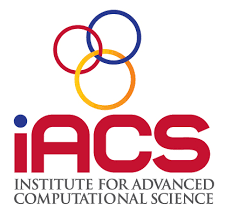 iACS
INSTITUTE FOR ADVANCED
COMPUTATIONAL SCIENCE